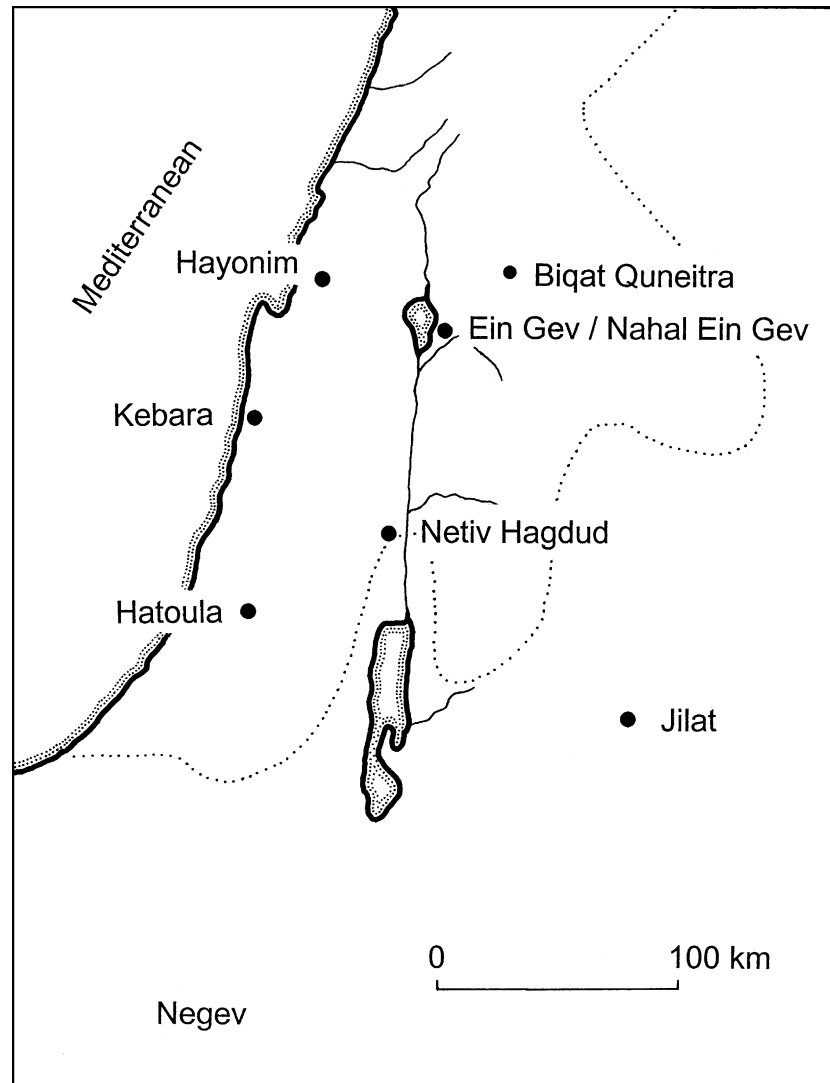 Mediterranean
Hayonim
Biqat Quneitra
Ein Gev / Nahal Ein Gev
Kebara
Netiv Hagdud
Hatoula
Jilat
0 100 km
Negev